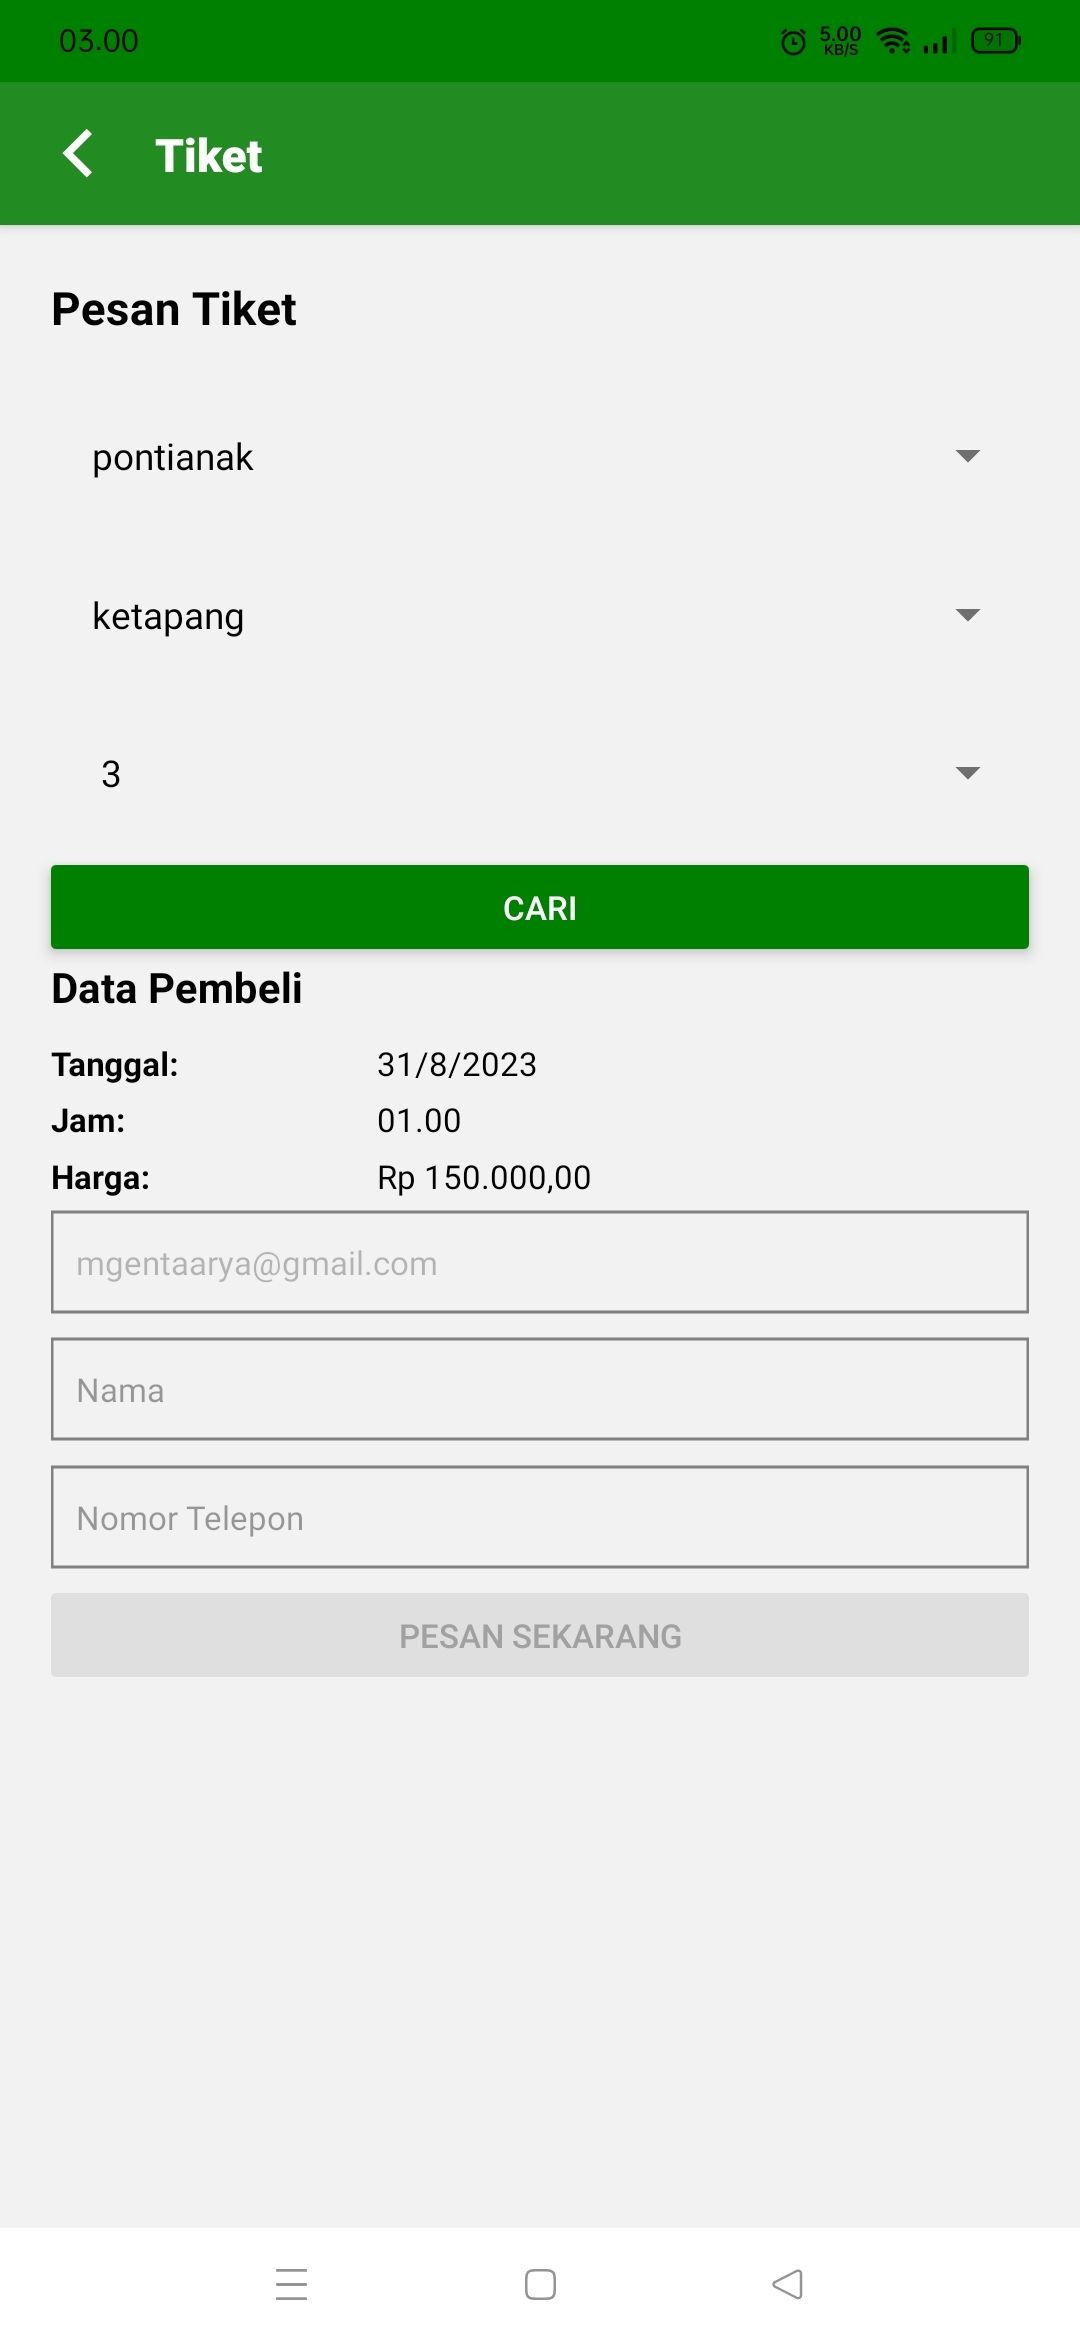 03.00
5.00
KB/S
91
Tiket
Pesan Tiket
pontianak
ketapang
3
CARI
Data Pembeli
Tanggal: 31/8/2023
Jam: 01.00
Harga: Rp 150.000,00
mgentaarya@gmail.com
Nama
Nomor Telepon
PESAN SEKARANG